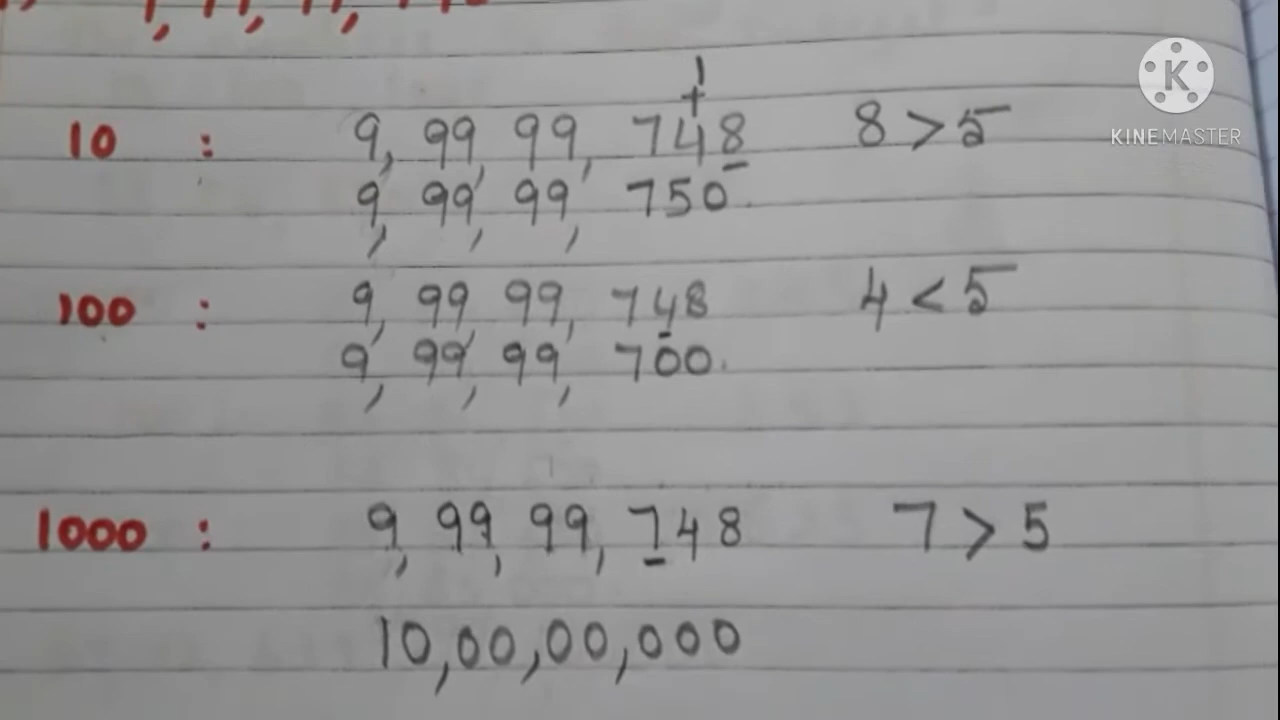 10 : 9, 99, 99, 748 8 > 5
+1
9, 99, 99, 750.
100 : 9, 99, 99, 748 4 < 5
9, 99, 99, 700.
1000 : 9, 99, 99, 748 7 > 5
10,00,00,000
KINEMASTER